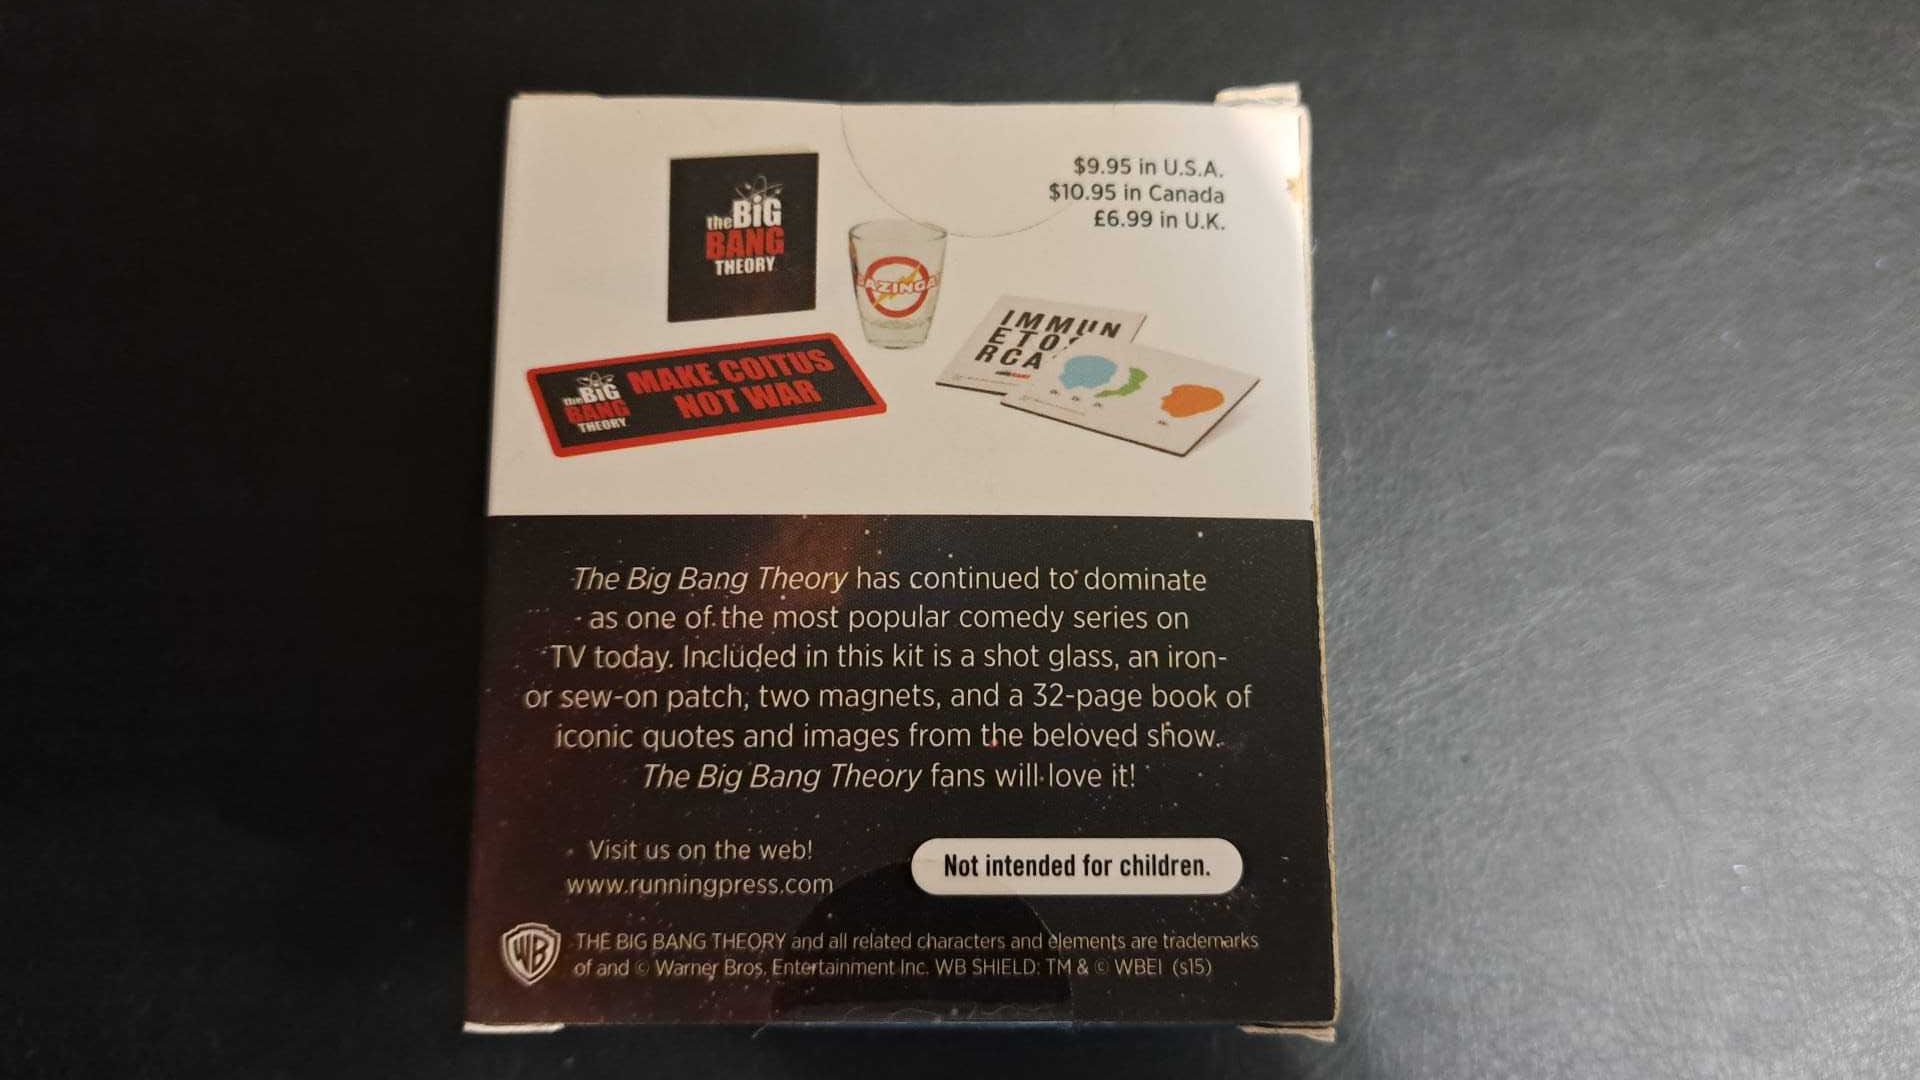 $9.95 in U.S.A.
$10.95 in Canada
£6.99 in U.K.
the BiG
BANG
THEORY
BAZINGA
the BiG
BANG
THEORY
MAKE COITUS
NOT WAR
IMMUN
ETO
RCA
The Big Bang Theory has continued to dominate
as one of the most popular comedy series on
TV today. Included in this kit is a shot glass, an iron-
or sew-on patch, two magnets, and a 32-page book of
iconic quotes and images from the beloved show.
The Big Bang Theory fans will love it!
Visit us on the web!
www.runningpress.com
Not intended for children.
WB
THE BIG BANG THEORY and all related characters and elements are trademarks
of and © Warner Bros. Entertainment Inc. WB SHIELD: TM & © WBEI (s15)